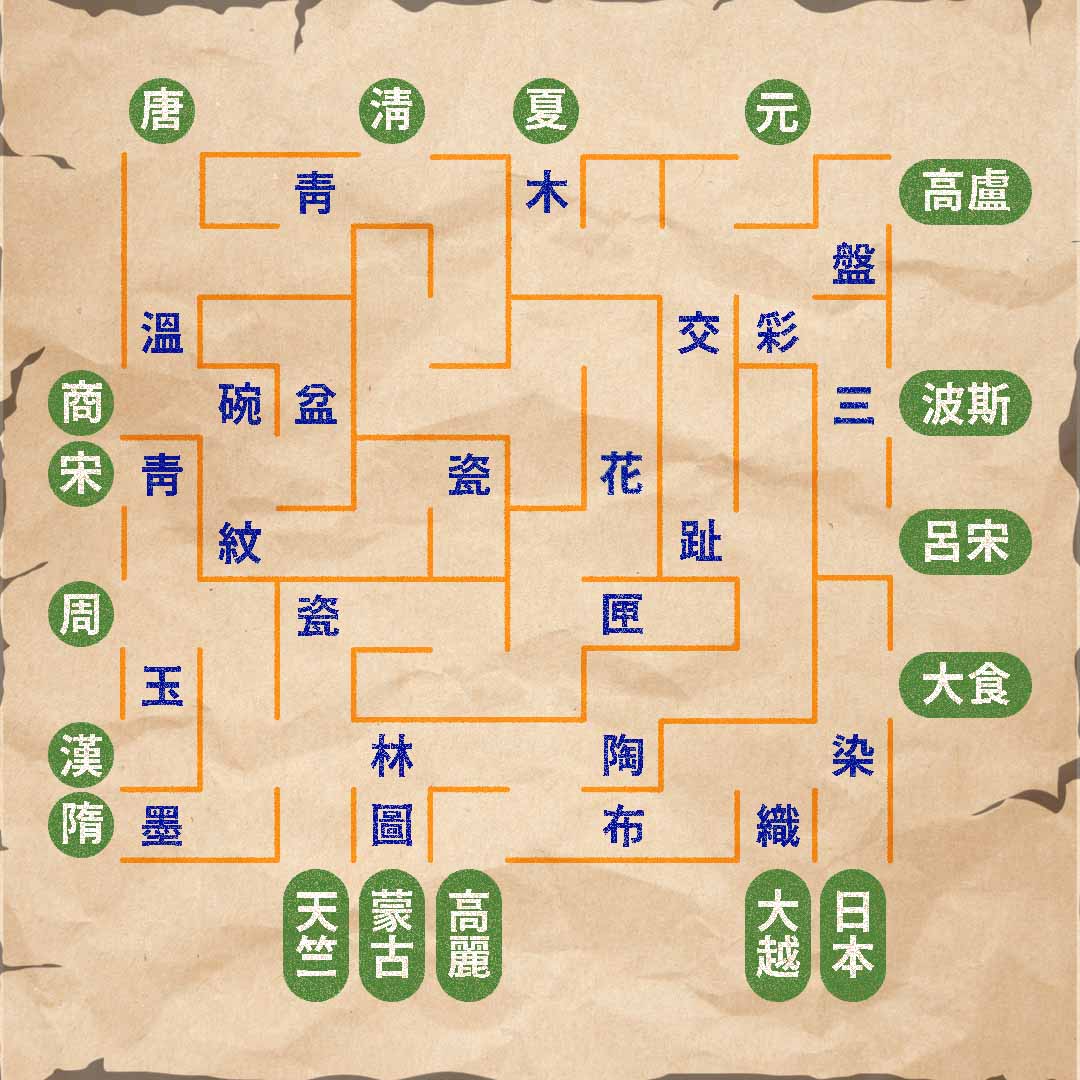 唐 清 夏 元
青 木 高盧
盤
溫 交 彩
商 碗 盆 三 波斯
宋 青 瓷 花
紋 趾 呂宋
周 瓷 匣
玉 大食
漢 林 陶 染
隋 墨 圖 布 織
天竺 蒙古 高麗 大越 日本